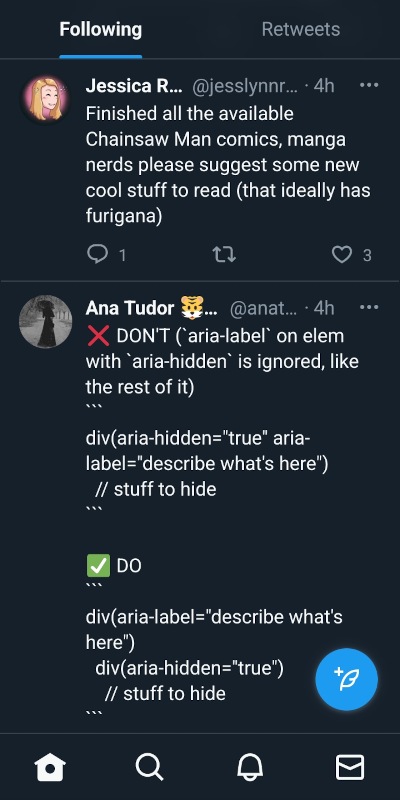 Following Retweets
Jessica R... @jesslynnr... · 4h
Finished all the available
Chainsaw Man comics, manga
nerds please suggest some new
cool stuff to read (that ideally has
furigana)
1 3
Ana Tudor 🐯... @anat... · 4h
❌ DON'T (`aria-label` on elem
with `aria-hidden` is ignored, like
the rest of it)
```
div(aria-hidden="true" aria-
label="describe what's here")
// stuff to hide
```
✅ DO
```
div(aria-label="describe what's
here")
div(aria-hidden="true")
// stuff to hide
```